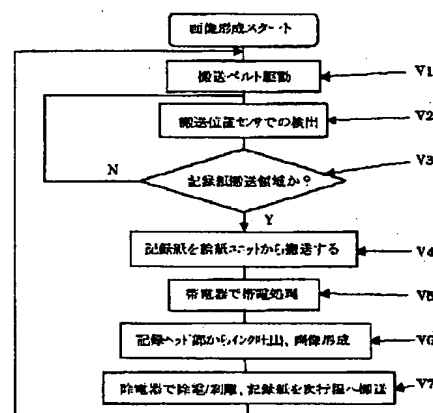 画像形成スタート
搬送ベルト駆動
V1
搬送位置センサでの検出
V2
記録紙搬送領域か?
V3
N
Y
記録紙を給紙ユニットから搬送する
V4
帯電器で帯電処理
V5
記録ヘッド部からインク吐出、画像形成
V6
除電器で除電/剥離、記録紙を次行程へ搬送
V7